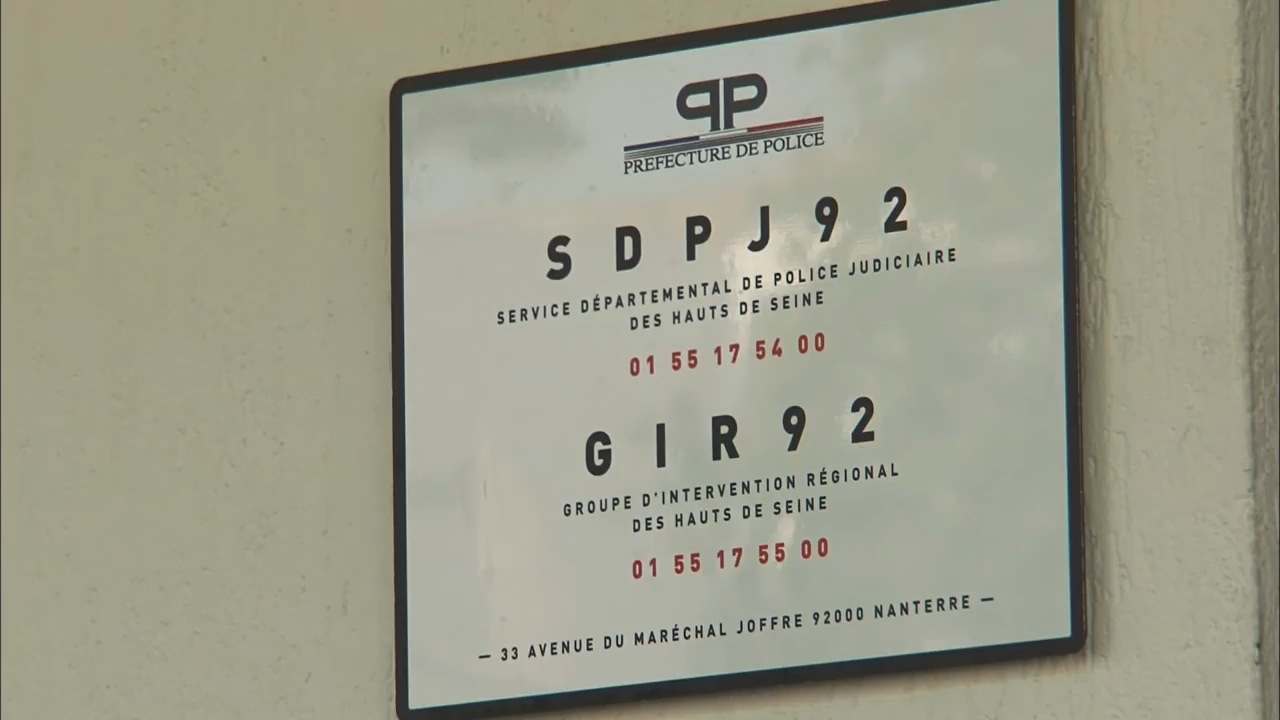 PP
PREFECTURE DE POLICE
SDPJ92
SERVICE DÉPARTEMENTAL DE POLICE JUDICIAIRE
DES HAUTS DE SEINE
01 55 17 54 00
GIR92
GROUPE D'INTERVENTION RÉGIONAL
DES HAUTS DE SEINE
01 55 17 55 00
— 33 AVENUE DU MARÉCHAL JOFFRE 92000 NANTERRE —